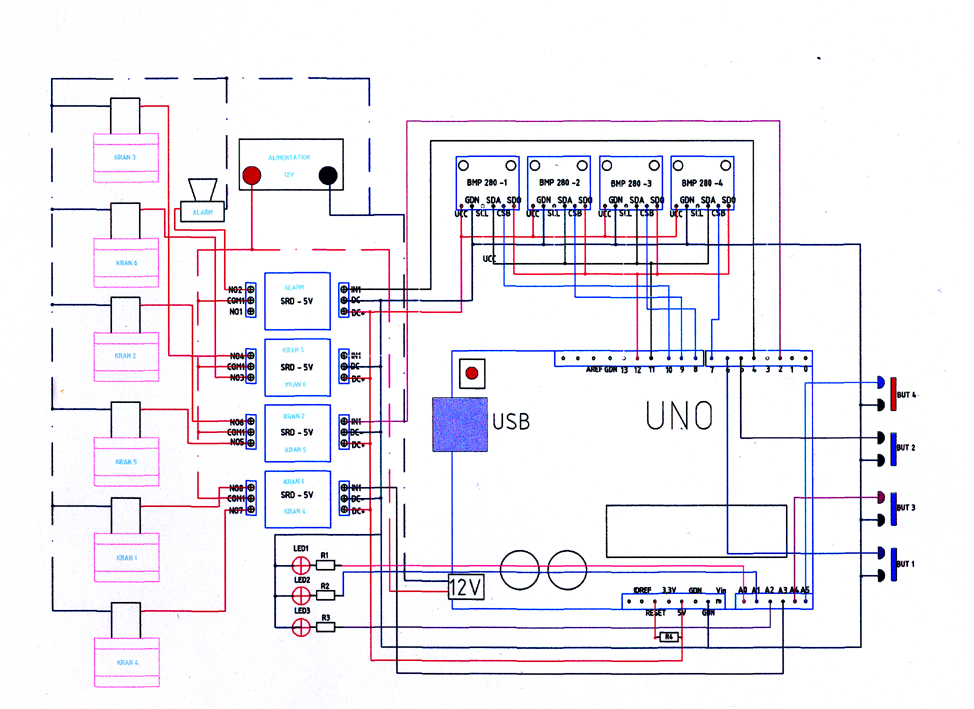 KRAN 3
KRAN 6
KRAN 2
KRAN 5
KRAN 1
KRAN 4
ALARM
ALIMENTATION
12V
ALARM
SRD - 5V
NO2
COM1
NO1
IN1
DC-
DC+
KRAN 3
SRD - 5V
KRAN 6
NO4
COM1
NO3
IN1
DC-
DC+
KRAN 2
SRD - 5V
KRAN 5
NO6
COM1
NO5
IN1
DC-
DC+
KRAN 1
SRD - 5V
KRAN 4
NO8
COM1
NO7
IN1
DC-
DC+
LED1
R1
LED2
R2
LED3
R3
BMP 280 -1
GDN SDA SDO
UCC SCL CSB
BMP 280 -2
GDN SDA SDO
UCC SCL CSB
BMP 280 -3
GDN SDA SDO
UCC SCL CSB
BMP 280 -4
GDN SDA SDO
UCC SCL CSB
UCC
AREF GDN 13 12 11 10 9 8 7 6 5 4 3 2 1 0
USB
UNO
12V
IOREF 3.3V GDN Vin A0 A1 A2 A3 A4 A5
RESET 5V GDN
R4
BUT 4
BUT 2
BUT 3
BUT 1